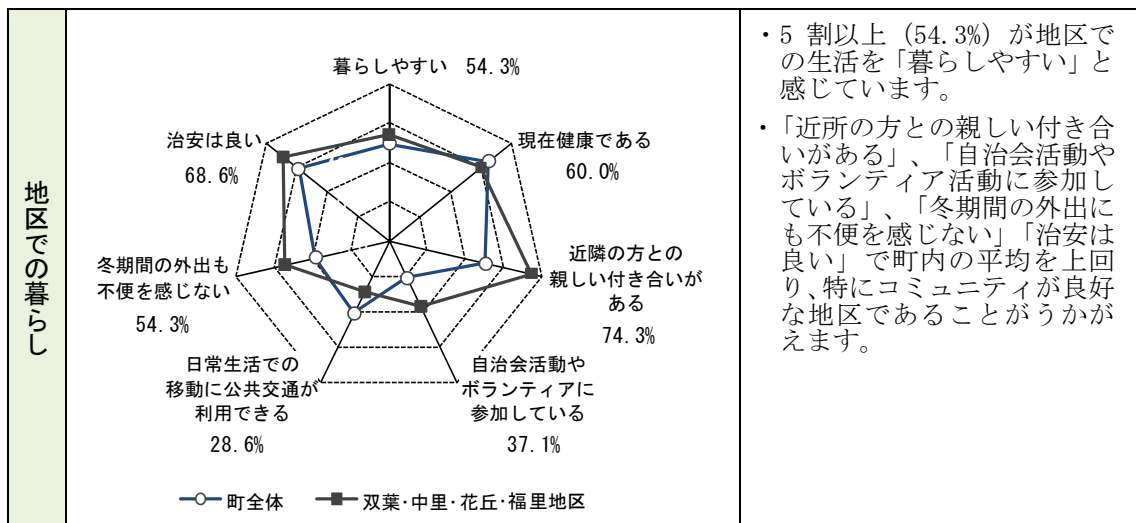 地区での暮らし
暮らしやすい 54.3%
現在健康である
60.0%
近隣の方との
親しい付き合いが
ある
74.3%
自治会活動や
ボランティアに
参加している
37.1%
日常生活での
移動に公共交通が
利用できる
28.6%
冬期間の外出も
不便を感じない
54.3%
治安は良い
68.6%
町全体
双葉・中里・花丘・福里地区
・5 割以上（54.3%）が地区で
の生活を「暮らしやすい」と
感じています。
・「近所の方との親しい付き合
いがある」、「自治会活動や
ボランティア活動に参加し
ている」、「冬期間の外出に
も不便を感じない」「治安は
良い」で町内の平均を上回
り、特にコミュニティが良好
な地区であることがうかが
えます。